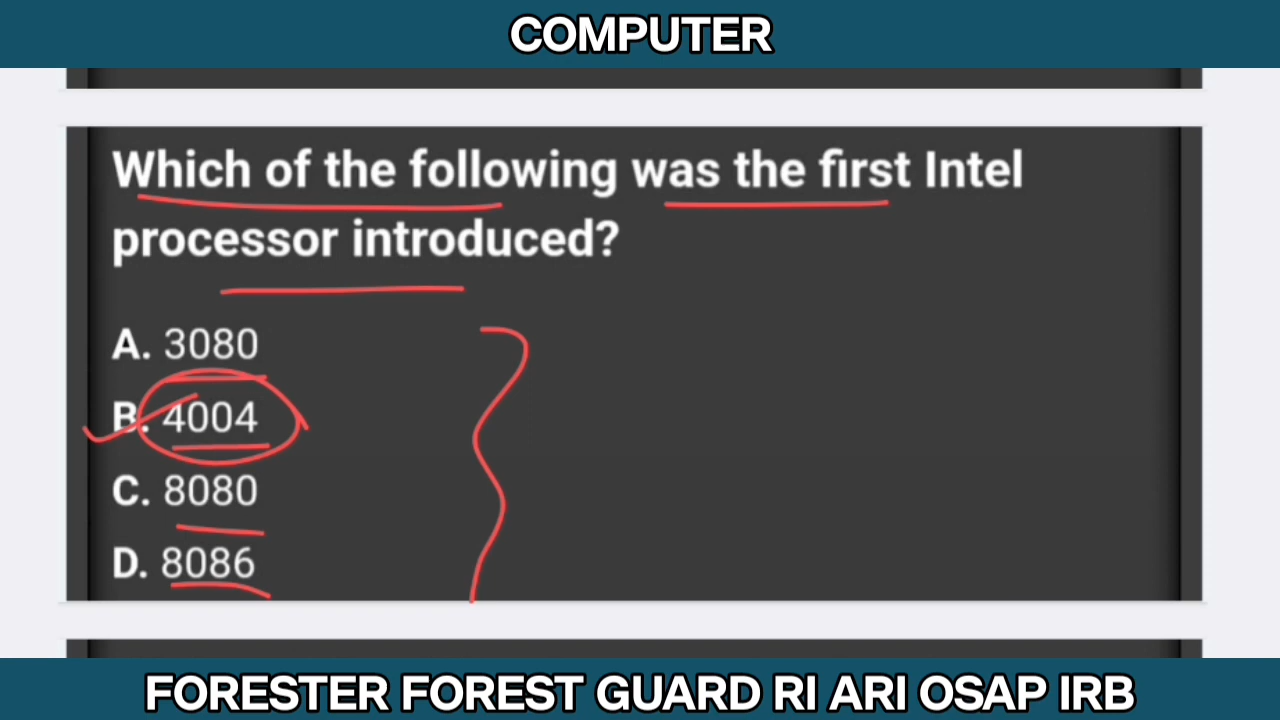 COMPUTER
Which of the following was the first Intel
processor introduced?
A. 3080
B. 4004
C. 8080
D. 8086
FORESTER FOREST GUARD RI ARI OSAP IRB